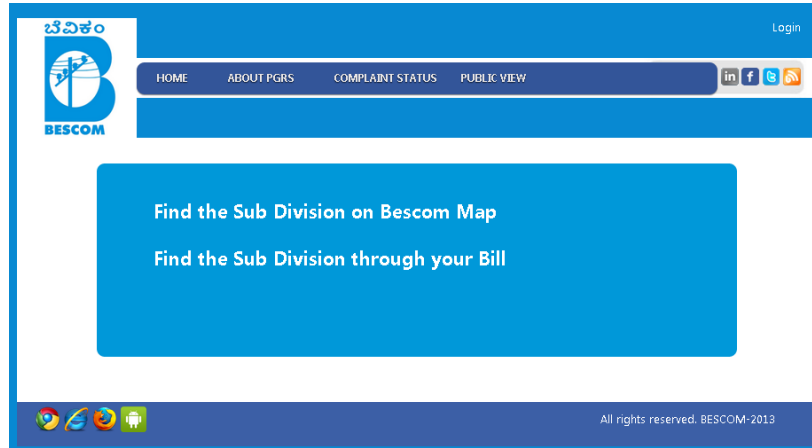 ಬೆವಿಕಂ
BESCOM
Login
HOME ABOUT PGRS COMPLAINT STATUS PUBLIC VIEW
in f
Find the Sub Division on Bescom Map
Find the Sub Division through your Bill
All rights reserved. BESCOM-2013